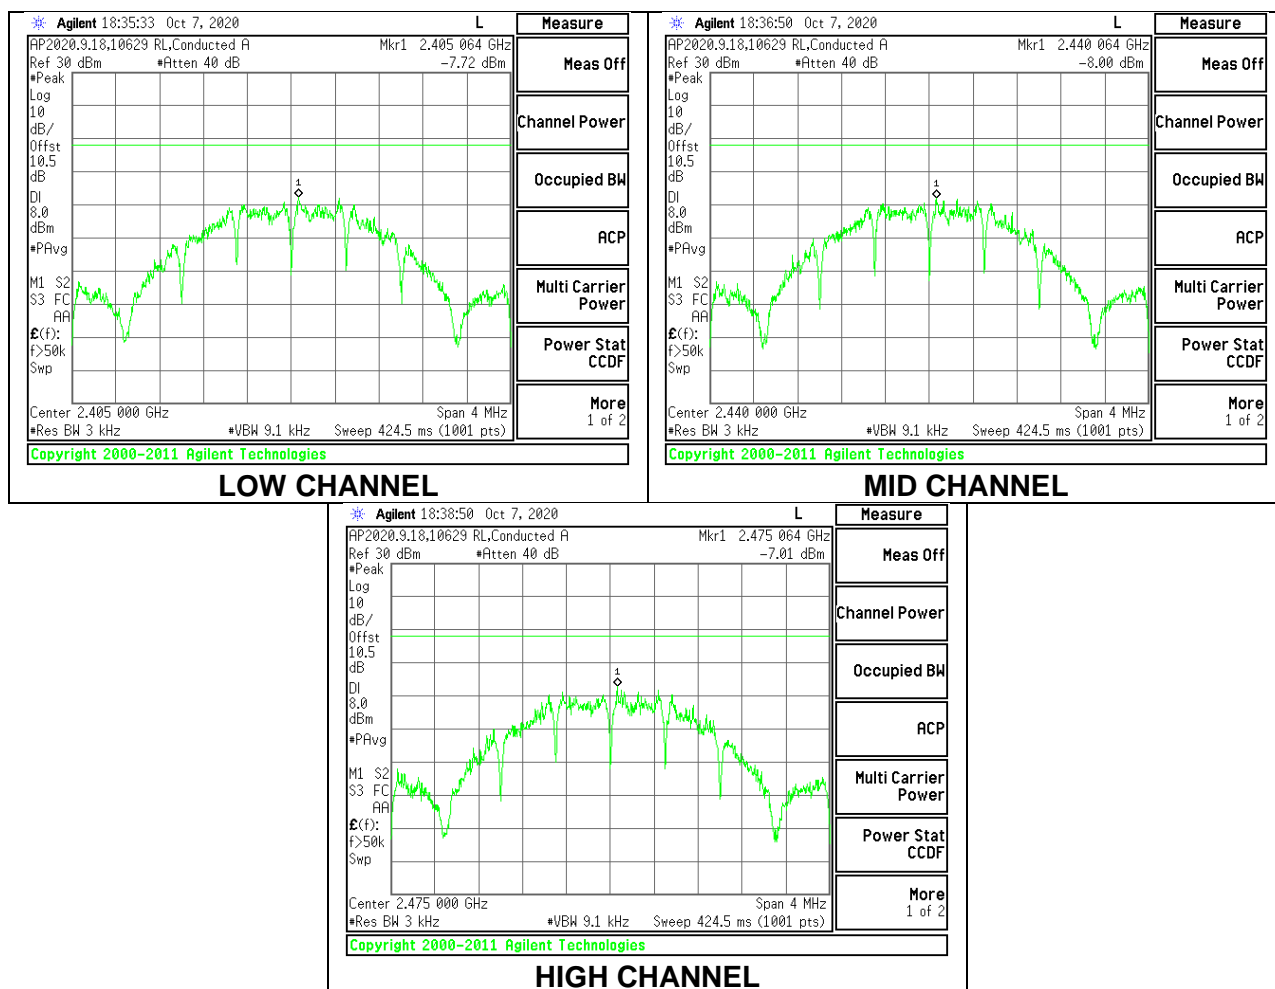 Agilent 18:35:33 Oct 7, 2020 L Measure
AP2020.9.18,10629 RL,Conducted A Mkr1 2.405 064 GHz
Ref 30 dBm #Atten 40 dB -7.72 dBm
Meas Off
#Peak
Log
10
dB/
Offst
10.5
dB
DI
8.0
dBm
#PAvg
M1 S2
S3 FC
AA
£(f):
f>50k
Swp
1
Channel Power
Occupied BW
ACP
Multi Carrier
Power
Power Stat
CCDF
More
1 of 2
Center 2.405 000 GHz Span 4 MHz
#Res BW 3 kHz #VBW 9.1 kHz Sweep 424.5 ms (1001 pts)
Copyright 2000-2011 Agilent Technologies
LOW CHANNEL
Agilent 18:36:50 Oct 7, 2020 L Measure
AP2020.9.18,10629 RL,Conducted A Mkr1 2.440 064 GHz
Ref 30 dBm #Atten 40 dB -8.00 dBm
Meas Off
#Peak
Log
10
dB/
Offst
10.5
dB
DI
8.0
dBm
#PAvg
M1 S2
S3 FC
AA
£(f):
f>50k
Swp
1
Channel Power
Occupied BW
ACP
Multi Carrier
Power
Power Stat
CCDF
More
1 of 2
Center 2.440 000 GHz Span 4 MHz
#Res BW 3 kHz #VBW 9.1 kHz Sweep 424.5 ms (1001 pts)
Copyright 2000-2011 Agilent Technologies
MID CHANNEL
Agilent 18:38:50 Oct 7, 2020 L Measure
AP2020.9.18,10629 RL,Conducted A Mkr1 2.475 064 GHz
Ref 30 dBm #Atten 40 dB -7.01 dBm
Meas Off
#Peak
Log
10
dB/
Offst
10.5
dB
DI
8.0
dBm
#PAvg
M1 S2
S3 FC
AA
£(f):
f>50k
Swp
1
Channel Power
Occupied BW
ACP
Multi Carrier
Power
Power Stat
CCDF
More
1 of 2
Center 2.475 000 GHz Span 4 MHz
#Res BW 3 kHz #VBW 9.1 kHz Sweep 424.5 ms (1001 pts)
Copyright 2000-2011 Agilent Technologies
HIGH CHANNEL